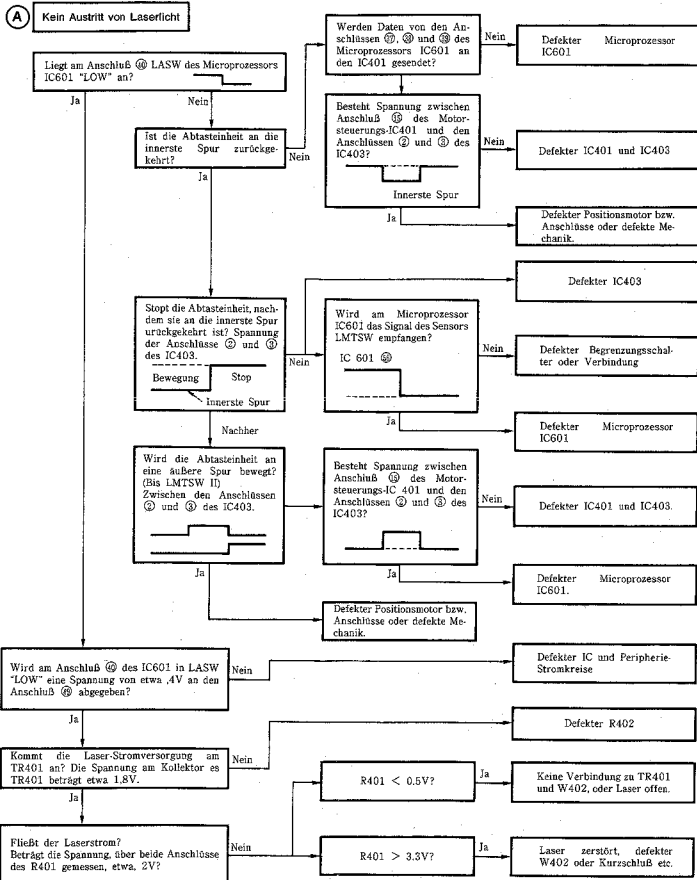 A
Kein Austritt von Laserlicht
Liegt am Anschluß ㊵ LASW des Microprozessors
IC601 "LOW" an?
Ja
Nein
Werden Daten von den An-
schlüssen ㊲, ㊳ und ㊴ des
Microprozessors IC601 an
den IC401 gesendet?
Nein
Defekter Microprozessor
IC601
Ist die Abtasteinheit an die
innerste Spur zurückge-
kehrt?
Nein
Ja
Besteht Spannung zwischen
Anschluß ⑮ des Motor-
steuerungs-IC401 und den
Anschlüssen ② und ③ des
IC403?
Innerste Spur
Nein
Defekter IC401 und IC403
Ja
Defekter Positionsmotor bzw.
Anschlüsse oder defekte Me-
chanik.
Stopt die Abtasteinheit, nach-
dem sie an die innerste Spur
urückgekehrt ist? Spannung
der Anschlüsse ② und ③
des IC403.
Bewegung
Stop
Innerste Spur
Nein
Nachher
Defekter IC403
Wird am Microprozessor
IC601 das Signal des Sensors
LMTSW empfangen?
IC 601
Nein
Defekter Begrenzungsschal-
ter oder Verbindung
Ja
Defekter Microprozessor
IC601
Wird die Abtasteinheit an
eine äußere Spur bewegt?
(Bis LMTSW II)
Zwischen den Anschlüssen
② und ③ des IC403.
Ja
Besteht Spannung zwischen
Anschluß ⑮ des Motor-
steuerungs-IC 401 und den
Anschlüssen ② und ③ des
IC403?
Nein
Defekter IC401 und IC403.
Ja
Defekter Microprozessor
IC601.
Defekter Positionsmotor bzw.
Anschlüsse oder defekte Me-
chanik.
Wird am Anschluß ㊵ des IC601 in LASW
"LOW" eine Spannung von etwa ,4V an den
Anschluß abgegeben?
Nein
Defekter IC und Peripherie-
Stromkreise
Ja
Kommt die Laser-Stromversorgung am
TR401 an? Die Spannung am Kollektor es
TR401 beträgt etwa 1,8V.
Nein
Defekter R402
Ja
Fließt der Laserstrom?
Beträgt die Spannung, über beide Anschlüsse
des R401 gemessen, etwa, 2V?
Nein
R401 < 0.5V?
Ja
Keine Verbindung zu TR401
und W402, oder Laser offen.
R401 > 3.3V?
Ja
Laser zerstört, defekter
W402 oder Kurzschluß etc.